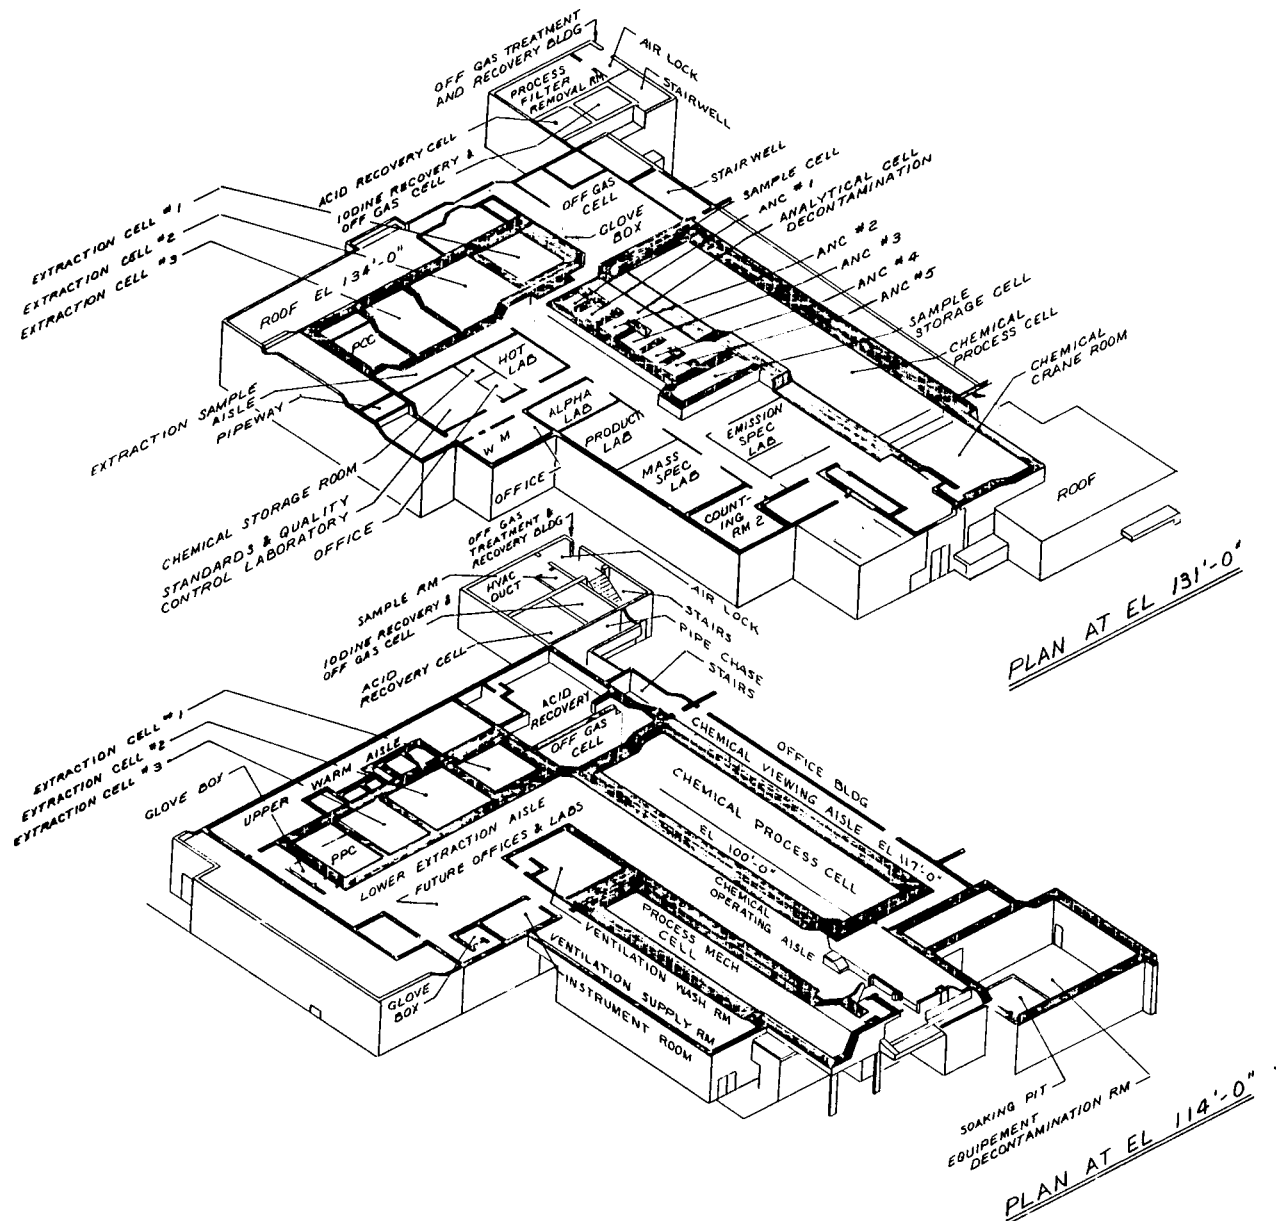 OFF GAS TREATMENT
AND RECOVERY BLDG
AIR LOCK
STAIRWELL
PROCESS
FILTER
REMOVAL RM
ACID RECOVERY CELL
IODINE RECOVERY &
OFF GAS CELL
EXTRACTION CELL #1
EXTRACTION CELL #2
EXTRACTION CELL #3
OFF GAS
CELL
GLOVE
BOX
STAIRWELL
SAMPLE CELL
ANC #1
ANALYTICAL CELL
DECONTAMINATION
ANC #2
ANC #3
ANC #4
ANC #5
SAMPLE
STORAGE CELL
CHEMICAL
PROCESS CELL
CHEMICAL
CRANE ROOM
ROOF EL 134'-0"
PCC
HOT
LAB
ALPHA
LAB
PRODUCT
LAB
MASS
SPEC
LAB
EMISSION
SPEC
LAB
COUNT-
ING
RM 2
W M
OFFICE
ROOF
EXTRACTION SAMPLE
AISLE
PIPEWAY
CHEMICAL STORAGE ROOM
STANDARDS & QUALITY
CONTROL LABORATORY
OFFICE
PLAN AT EL 131'-0"
OFF GAS
TREATMENT &
RECOVERY BLDG
SAMPLE RM
HVAC
DUCT
IODINE RECOVERY &
OFF GAS CELL
ACID
RECOVERY CELL
AIR LOCK
STAIRS
PIPE CHASE
STAIRS
EXTRACTION CELL #1
EXTRACTION CELL #2
EXTRACTION CELL #3
GLOVE BOX
UPPER WARM AISLE
ACID
RECOVERY
OFF GAS
CELL
PPC
LOWER EXTRACTION AISLE
FUTURE OFFICES & LABS
CHEMICAL VIEWING AISLE EL 117'-0"
OFFICE BLDG
CHEMICAL PROCESS CELL
EL 100'-0"
CHEMICAL
OPERATING AISLE
PROCESS MECH
CELL
VENTILATION WASH RM
VENTILATION SUPPLY RM
INSTRUMENT ROOM
GLOVE
BOX
SOAKING PIT
EQUIPEMENT
DECONTAMINATION RM
PLAN AT EL 114'-0"